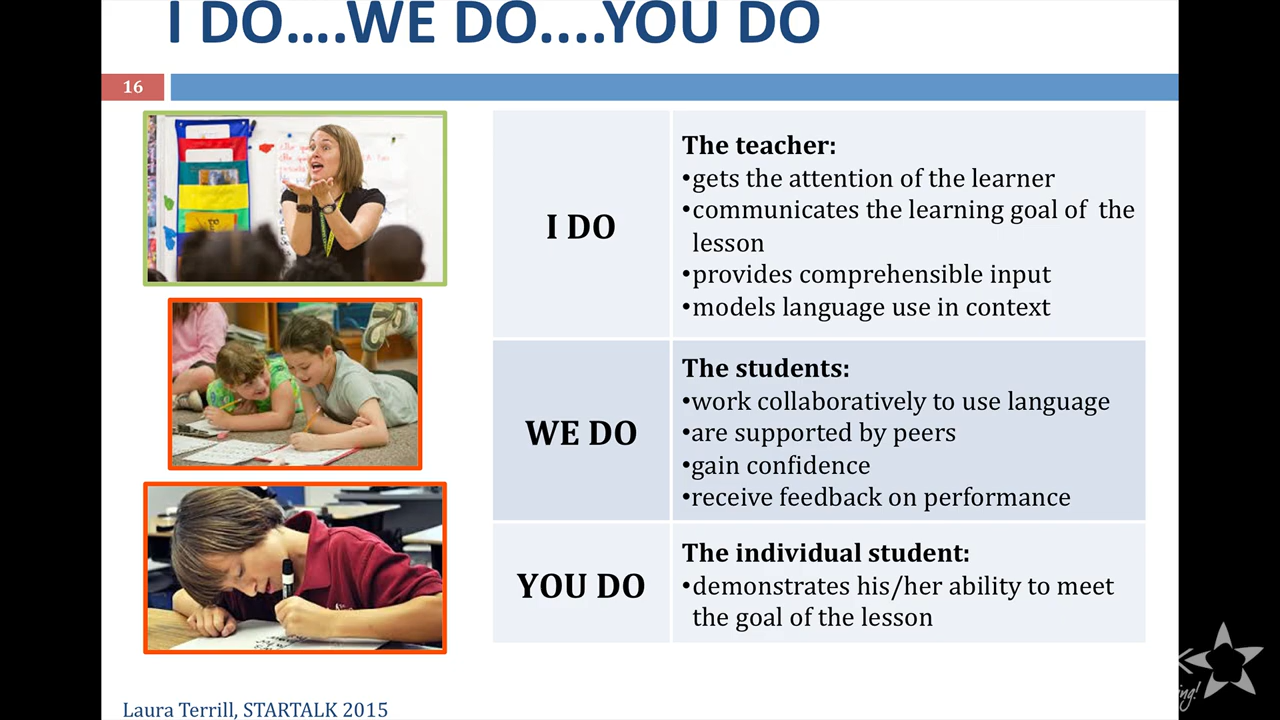 I DO....WE DO....YOU DO
16
I DO
The teacher:
•gets the attention of the learner
•communicates the learning goal of the
lesson
•provides comprehensible input
•models language use in context
WE DO
The students:
•work collaboratively to use language
•are supported by peers
•gain confidence
•receive feedback on performance
YOU DO
The individual student:
•demonstrates his/her ability to meet
the goal of the lesson
Laura Terrill, STARTALK 2015